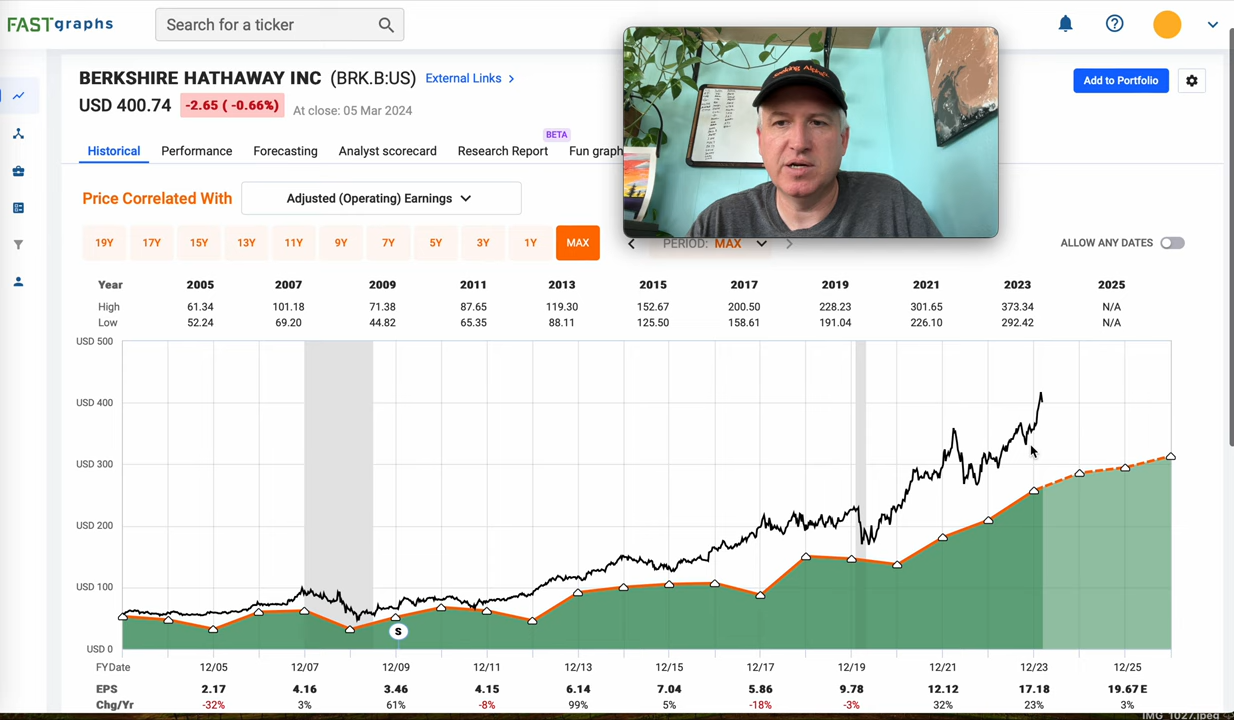 FASTgraphs
Search for a ticker
BERKSHIRE HATHAWAY INC (BRK.B:US) External Links
USD 400.74 -2.65 ( -0.66%) At close: 05 Mar 2024
Add to Portfolio
Seeking Alpha
BETA
Historical Performance Forecasting Analyst scorecard Research Report Fun graph
Price Correlated With Adjusted (Operating) Earnings
19Y 17Y 15Y 13Y 11Y 9Y 7Y 5Y 3Y 1Y MAX PERIOD: MAX ALLOW ANY DATES
Year 2005 2007 2009 2011 2013 2015 2017 2019 2021 2023 2025
High 61.34 101.18 71.38 87.65 119.30 152.67 200.50 228.23 301.65 373.34 N/A
Low 52.24 69.20 44.82 65.35 88.11 125.50 158.61 191.04 226.10 292.42 N/A
USD 500
USD 400
USD 300
USD 200
USD 100
S
USD 0
FYDate 12/05 12/07 12/09 12/11 12/13 12/15 12/17 12/19 12/21 12/23 12/25
EPS 2.17 4.16 3.46 4.15 6.14 7.04 5.86 9.78 12.12 17.18 19.67 E
Chg/Yr -32% 3% 61% -8% 99% 5% -18% -3% 32% 23% 3%
IMG_1027.jpeg